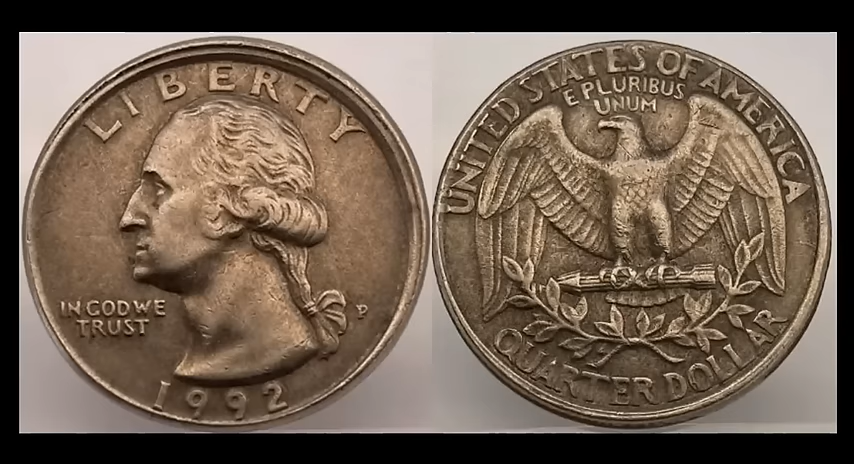 LIBERTY
IN GOD WE
TRUST
P
1992
UNITED STATES OF AMERICA
E PLURIBUS
UNUM
QUARTER DOLLAR